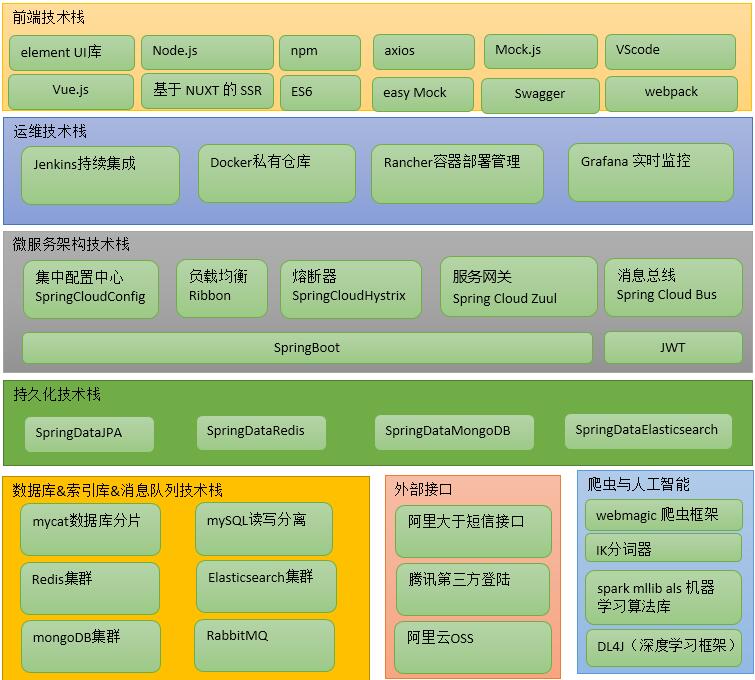 前端技术栈
element UI库
Node.js
npm
axios
Mock.js
VScode
Vue.js
基于 NUXT 的 SSR
ES6
easy Mock
Swagger
webpack
运维技术栈
Jenkins持续集成
Docker私有仓库
Rancher容器部署管理
Grafana 实时监控
微服务架构技术栈
集中配置中心
SpringCloudConfig
负载均衡
Ribbon
熔断器
SpringCloudHystrix
服务网关
Spring Cloud Zuul
消息总线
Spring Cloud Bus
SpringBoot
JWT
持久化技术栈
SpringDataJPA
SpringDataRedis
SpringDataMongoDB
SpringDataElasticsearch
数据库&索引库&消息队列技术栈
mycat数据库分片
mySQL读写分离
Redis集群
Elasticsearch集群
mongoDB集群
RabbitMQ
外部接口
阿里大于短信接口
腾讯第三方登陆
阿里云OSS
爬虫与人工智能
webmagic 爬虫框架
IK分词器
spark mllib als 机器
学习算法库
DL4J（深度学习框架）